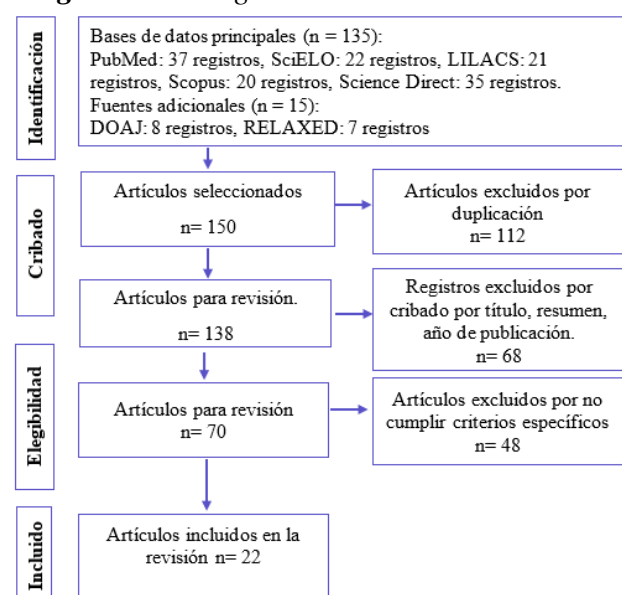 Identificación
Bases de datos principales (n = 135):
PubMed: 37 registros, SciELO: 22 registros, LILACS: 21
registros, Scopus: 20 registros, Science Direct: 35 registros.
Fuentes adicionales (n = 15):
DOAJ: 8 registros, RELAXED: 7 registros
Cribado
Artículos seleccionados
n= 150
Artículos excluidos por
duplicación
n= 112
Artículos para revisión.
n= 138
Registros excluidos por
cribado por título, resumen,
año de publicación.
n= 68
Elegibilidad
Artículos para revisión
n= 70
Artículos excluidos por no
cumplir criterios específicos
n= 48
Incluido
Artículos incluidos en la
revisión n= 22